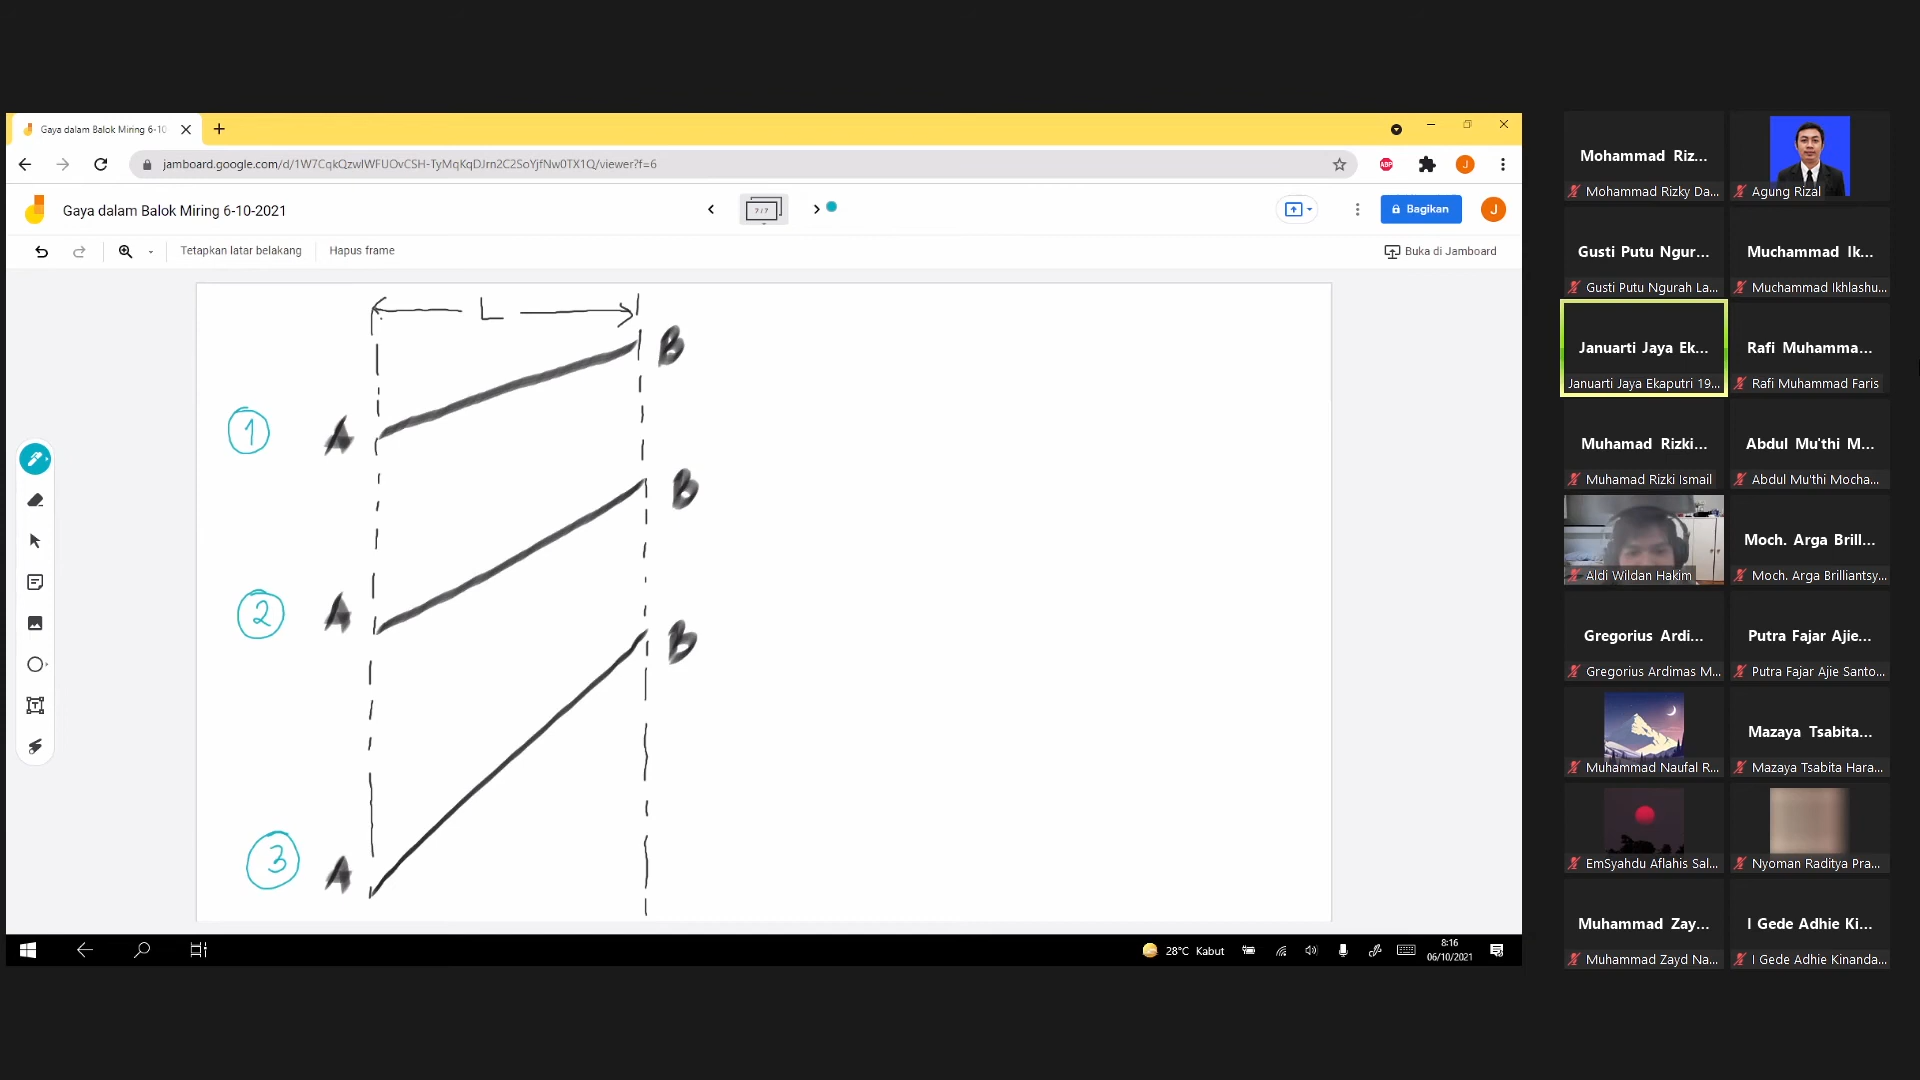 Gaya dalam Balok Miring 6-10
jamboard.google.com/d/1W7CqkQzwIWFUOvCSH-TyMqKqDJrn2C2SoYjfNw0TX1Q/viewer?f=6
ABP
J
Gaya dalam Balok Miring 6-10-2021
7 / 7
Bagikan
J
Tetapkan latar belakang
Hapus frame
Buka di Jamboard
L
B
1
A
B
2
A
B
3
A
28°C Kabut
8:16
06/10/2021
Mohammad Riz...
Mohammad Rizky Da...
Agung Rizal
Gusti Putu Ngur...
Gusti Putu Ngurah La...
Muchammad Ik...
Muchammad Ikhlashu...
Januarti Jaya Ek...
Januarti Jaya Ekaputri 19...
Rafi Muhamma...
Rafi Muhammad Faris
Muhamad Rizki...
Muhamad Rizki Ismail
Abdul Mu'thi M...
Abdul Mu'thi Mocha...
Aldi Wildan Hakim
Moch. Arga Brill...
Moch. Arga Brilliantsy...
Gregorius Ardi...
Gregorius Ardimas M...
Putra Fajar Ajie...
Putra Fajar Ajie Santo...
Muhammad Naufal R...
Mazaya Tsabita...
Mazaya Tsabita Hara...
EmSyahdu Aflahis Sal...
Nyoman Raditya Pra...
Muhammad Zay...
Muhammad Zayd Na...
I Gede Adhie Ki...
I Gede Adhie Kinanda...